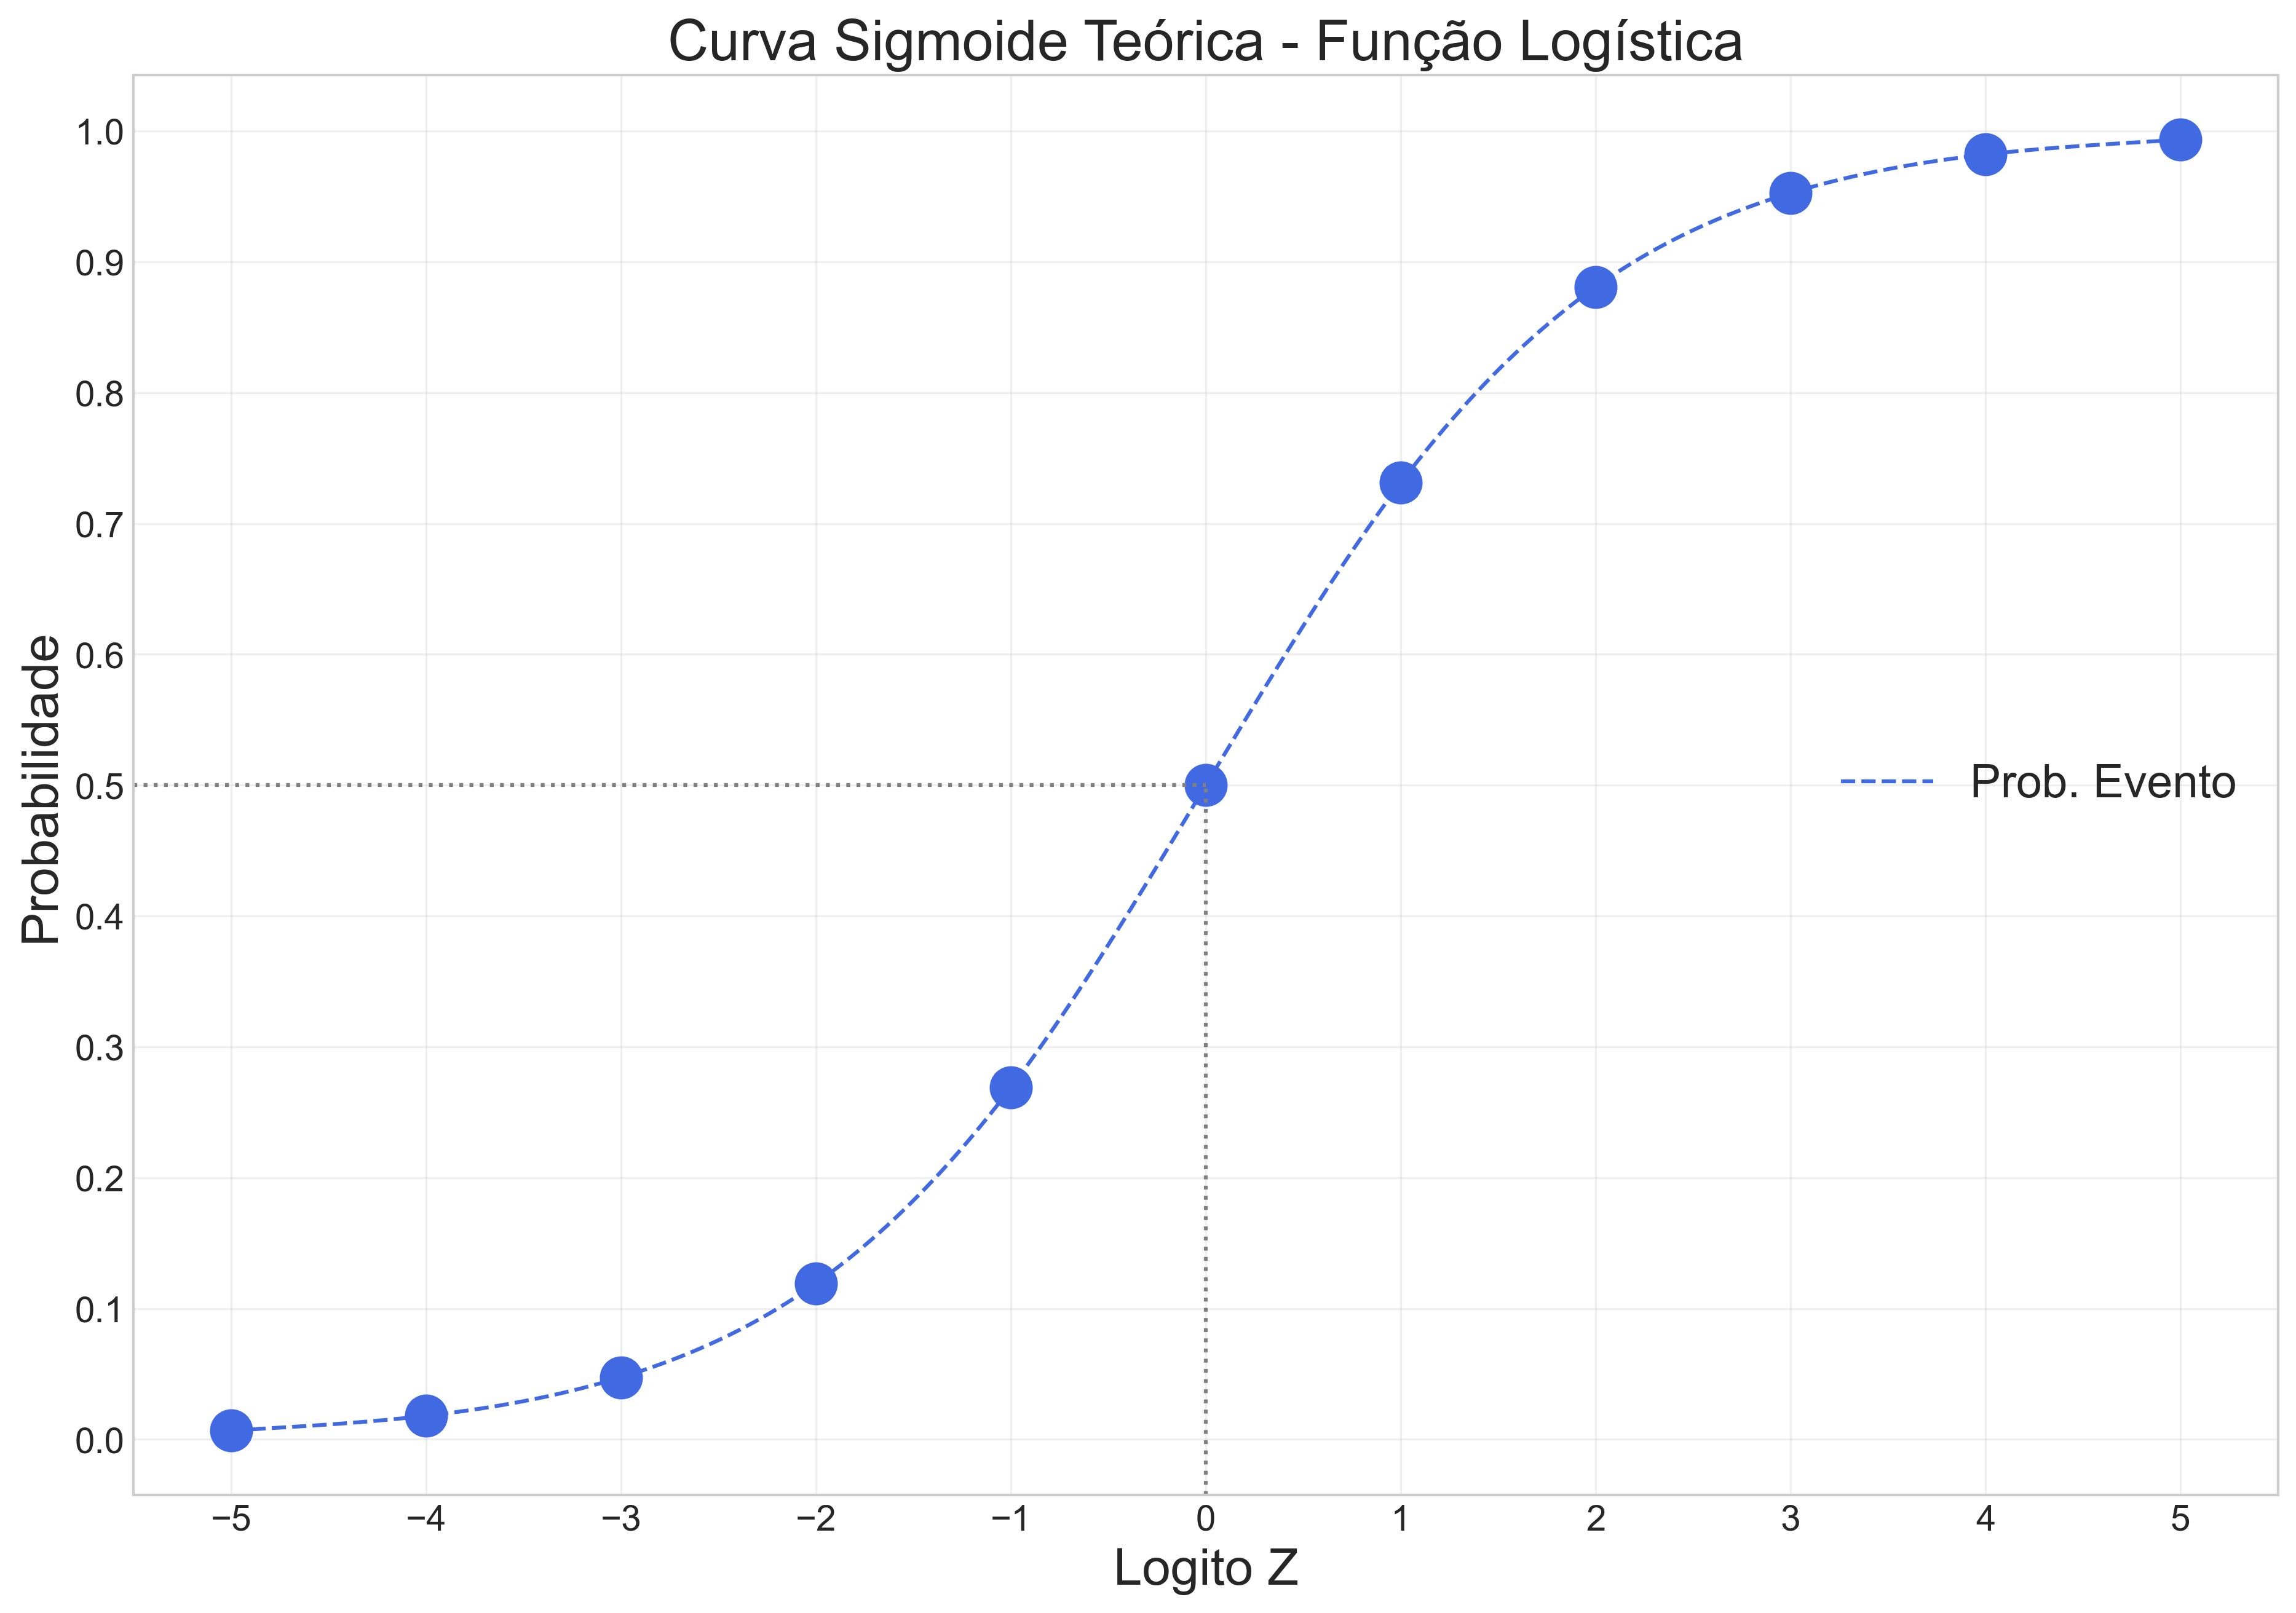 Curva Sigmoide Teórica - Função Logística
Probabilidade
1.0
0.9
0.8
0.7
0.6
0.5
0.4
0.3
0.2
0.1
0.0
Prob. Evento
−5 −4 −3 −2 −1 0 1 2 3 4 5
Logito Z